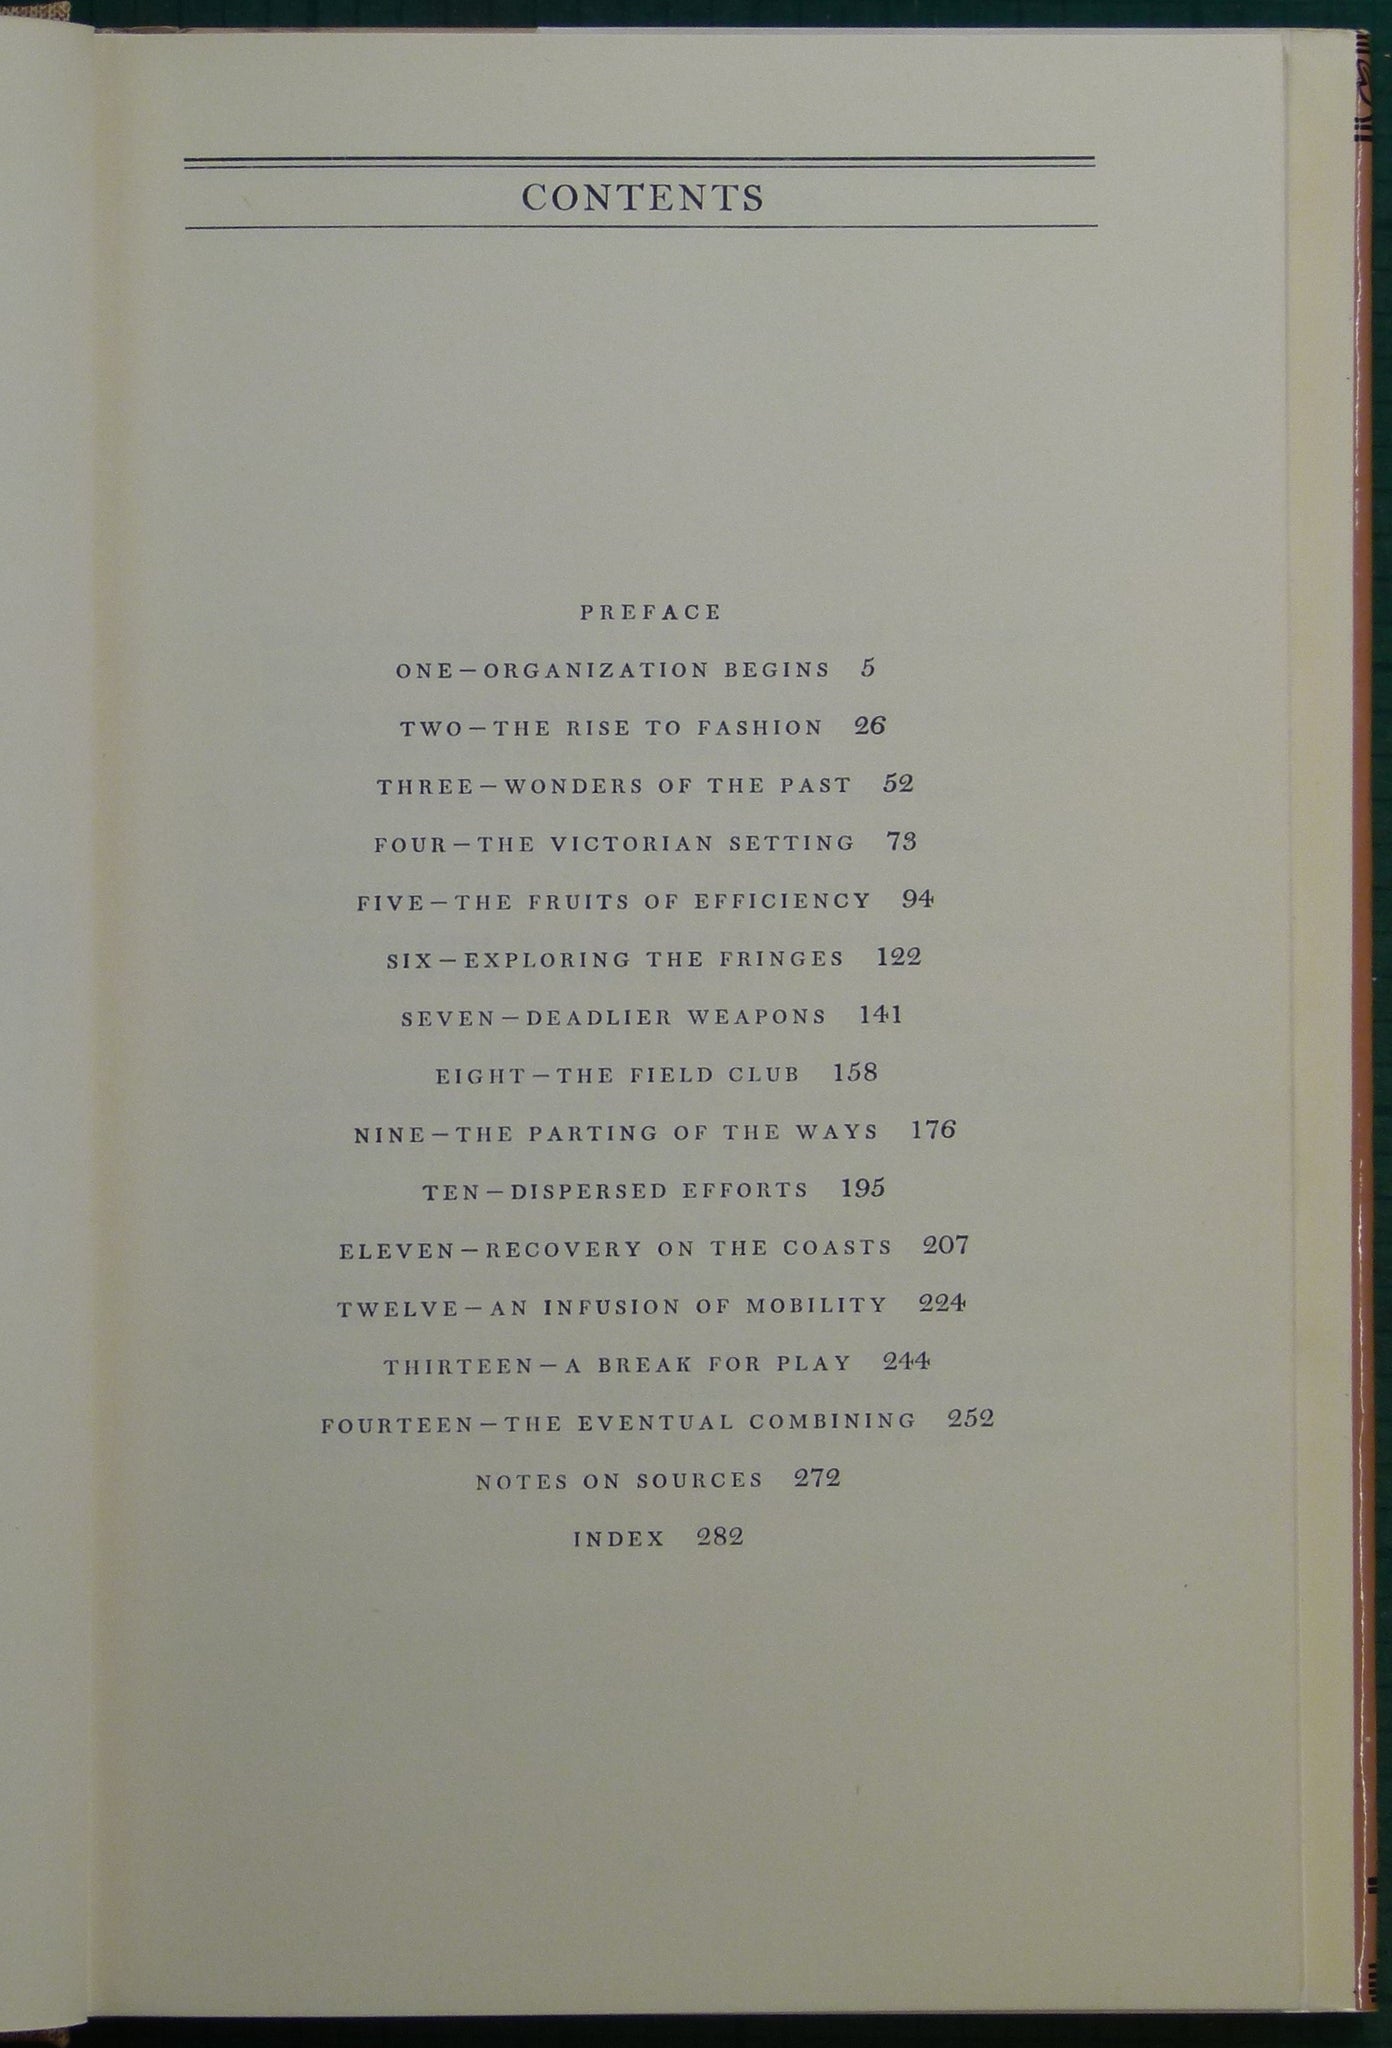 CONTENTS
PREFACE
ONE—ORGANIZATION BEGINS 5
TWO—THE RISE TO FASHION 26
THREE—WONDERS OF THE PAST 52
FOUR—THE VICTORIAN SETTING 73
FIVE—THE FRUITS OF EFFICIENCY 94
SIX—EXPLORING THE FRINGES 122
SEVEN—DEADLIER WEAPONS 141
EIGHT—THE FIELD CLUB 158
NINE—THE PARTING OF THE WAYS 176
TEN—DISPERSED EFFORTS 195
ELEVEN—RECOVERY ON THE COASTS 207
TWELVE—AN INFUSION OF MOBILITY 224
THIRTEEN—A BREAK FOR PLAY 244
FOURTEEN—THE EVENTUAL COMBINING 252
NOTES ON SOURCES 272
INDEX 282